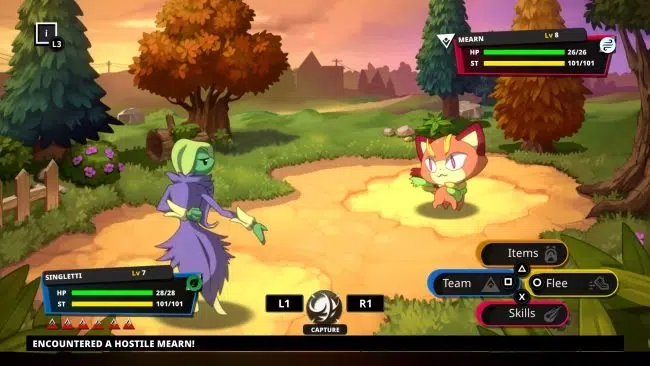 i
L3
MEARN Lv 8
HP 26/26
ST 101/101
SINGLETTI Lv 7
HP 28/28
ST 101/101
Items
Team
Flee
X
Skills
L1
R1
CAPTURE
ENCOUNTERED A HOSTILE MEARN!